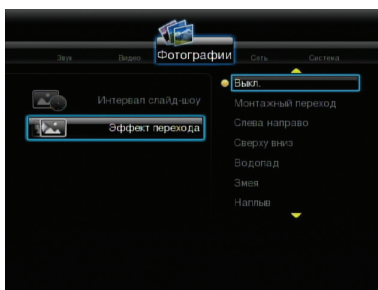 Звук Видео Фотографии Сеть Система
Выкл.
Интервал слайд-шоу Монтажный переход
Эффект перехода Слева направо
Сверху вниз
Водопад
Змея
Наплыв